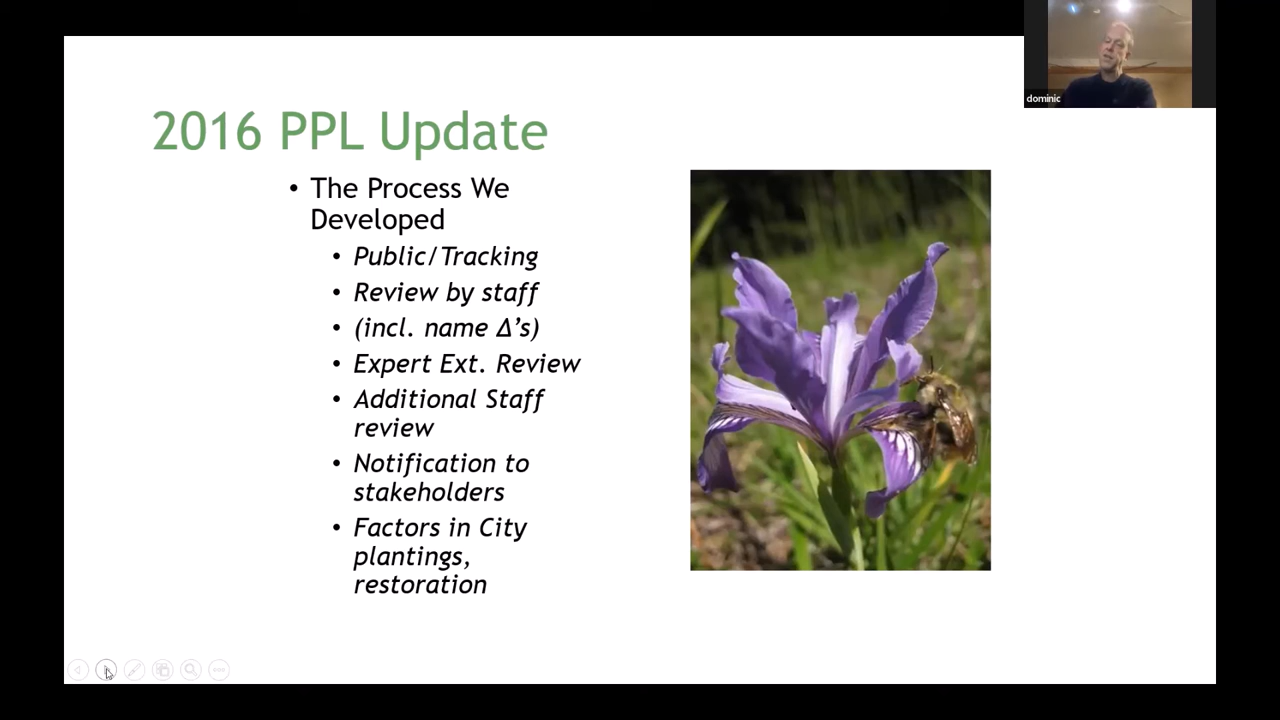 dominic
2016 PPL Update
• The Process We
Developed
• Public/Tracking
• Review by staff
• (incl. name Δ’s)
• Expert Ext. Review
• Additional Staff
review
• Notification to
stakeholders
• Factors in City
plantings,
restoration